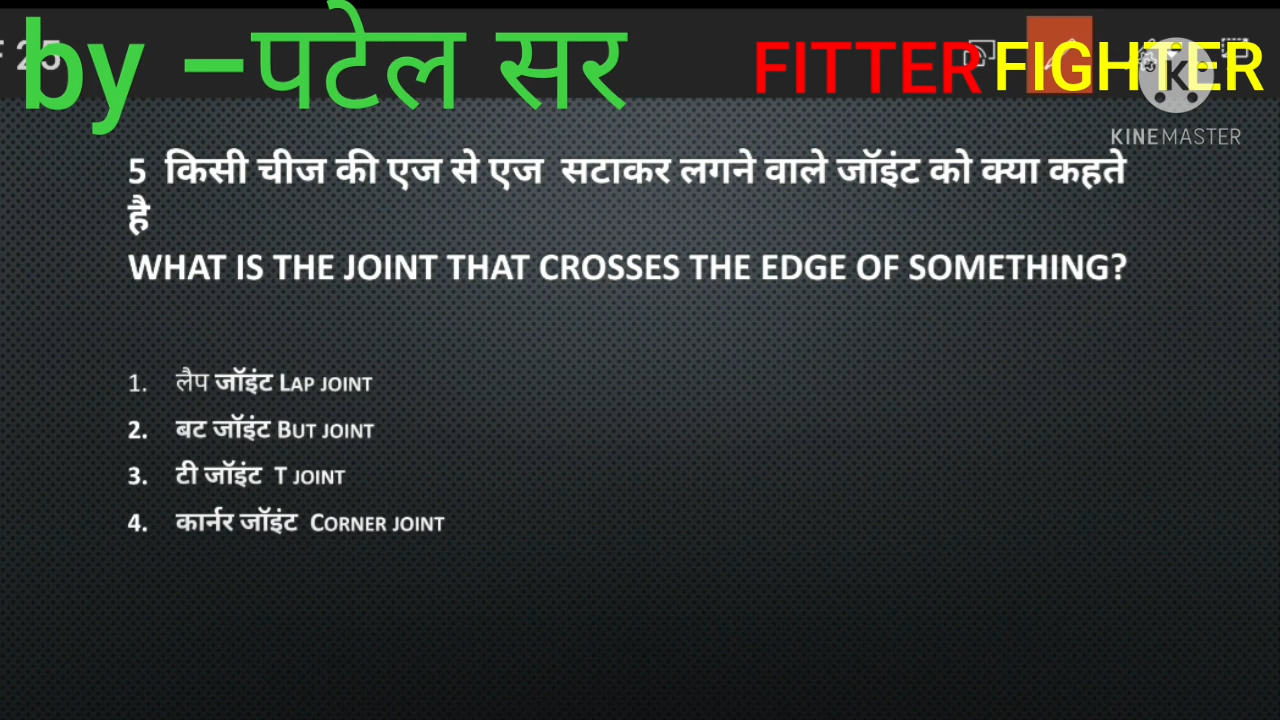 by –पटेल सर
FITTER FIGHTER
25
KINEMASTER
5 किसी चीज की एज से एज सटाकर लगने वाले जॉइंट को क्या कहते
है
WHAT IS THE JOINT THAT CROSSES THE EDGE OF SOMETHING?
1. लैप जॉइंट LAP JOINT
2. बट जॉइंट BUT JOINT
3. टी जॉइंट T JOINT
4. कार्नर जॉइंट CORNER JOINT